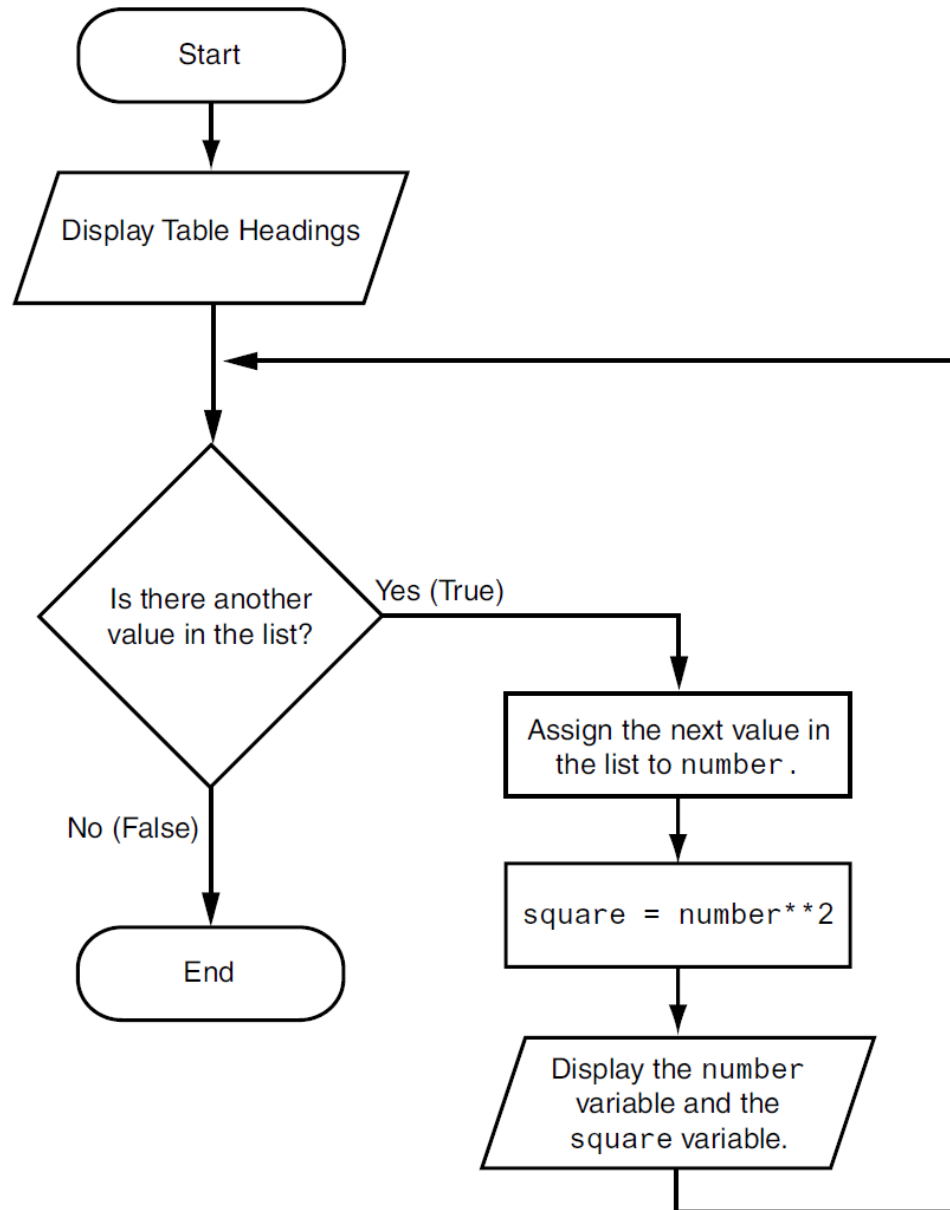 Start
Display Table Headings
Is there another
value in the list?
Yes (True)
Assign the next value in
the list to number.
No (False)
square = number**2
End
Display the number
variable and the
square variable.